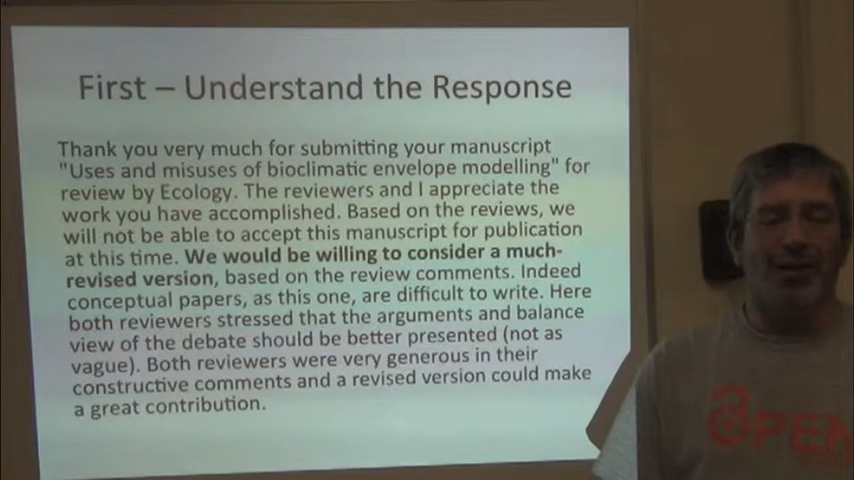 First – Understand the Response
Thank you very much for submitting your manuscript
"Uses and misuses of bioclimatic envelope modelling" for
review by Ecology. The reviewers and I appreciate the
work you have accomplished. Based on the reviews, we
will not be able to accept this manuscript for publication
at this time. We would be willing to consider a much-
revised version, based on the review comments. Indeed
conceptual papers, as this one, are difficult to write. Here
both reviewers stressed that the arguments and balance
view of the debate should be better presented (not as
vague). Both reviewers were very generous in their
constructive comments and a revised version could make
a great contribution.
OPEN